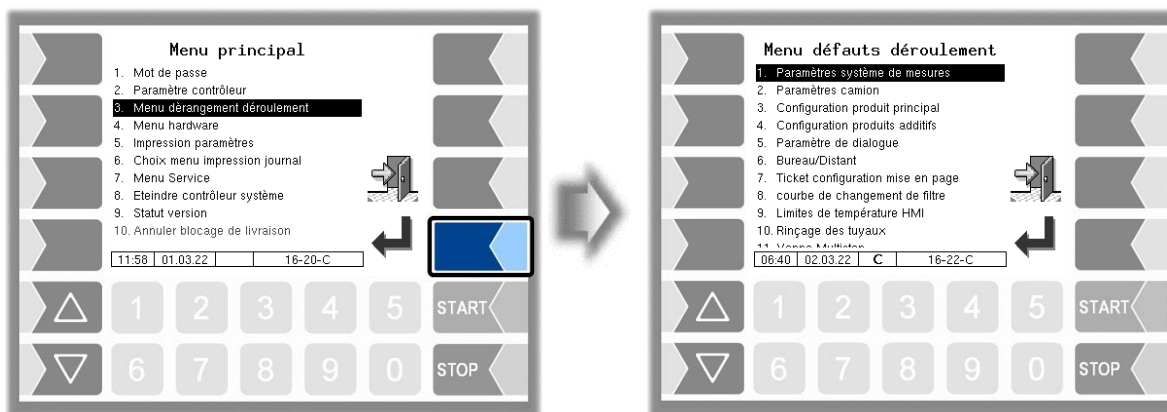 Menu principal
1. Mot de passe
2. Paramètre contrôleur
3. Menu dèrangement déroulement
4. Menu hardware
5. Impression paramètres
6. Choix menu impression journal
7. Menu Service
8. Eteindre contrôleur système
9. Statut version
10. Annuler blocage de livraison
11:58 01.03.22 16-20-C
1 2 3 4 5 START
6 7 8 9 0 STOP
Menu défauts déroulement
1. Paramètres système de mesures
2. Paramètres camion
3. Configuration produit principal
4. Configuration produits additifs
5. Paramètre de dialogue
6. Bureau/Distant
7. Ticket configuration mise en page
8. courbe de changement de filtre
9. Limites de température HMI
10. Rinçage des tuyaux
06:40 02.03.22 C 16-22-C
1 2 3 4 5 START
6 7 8 9 0 STOP